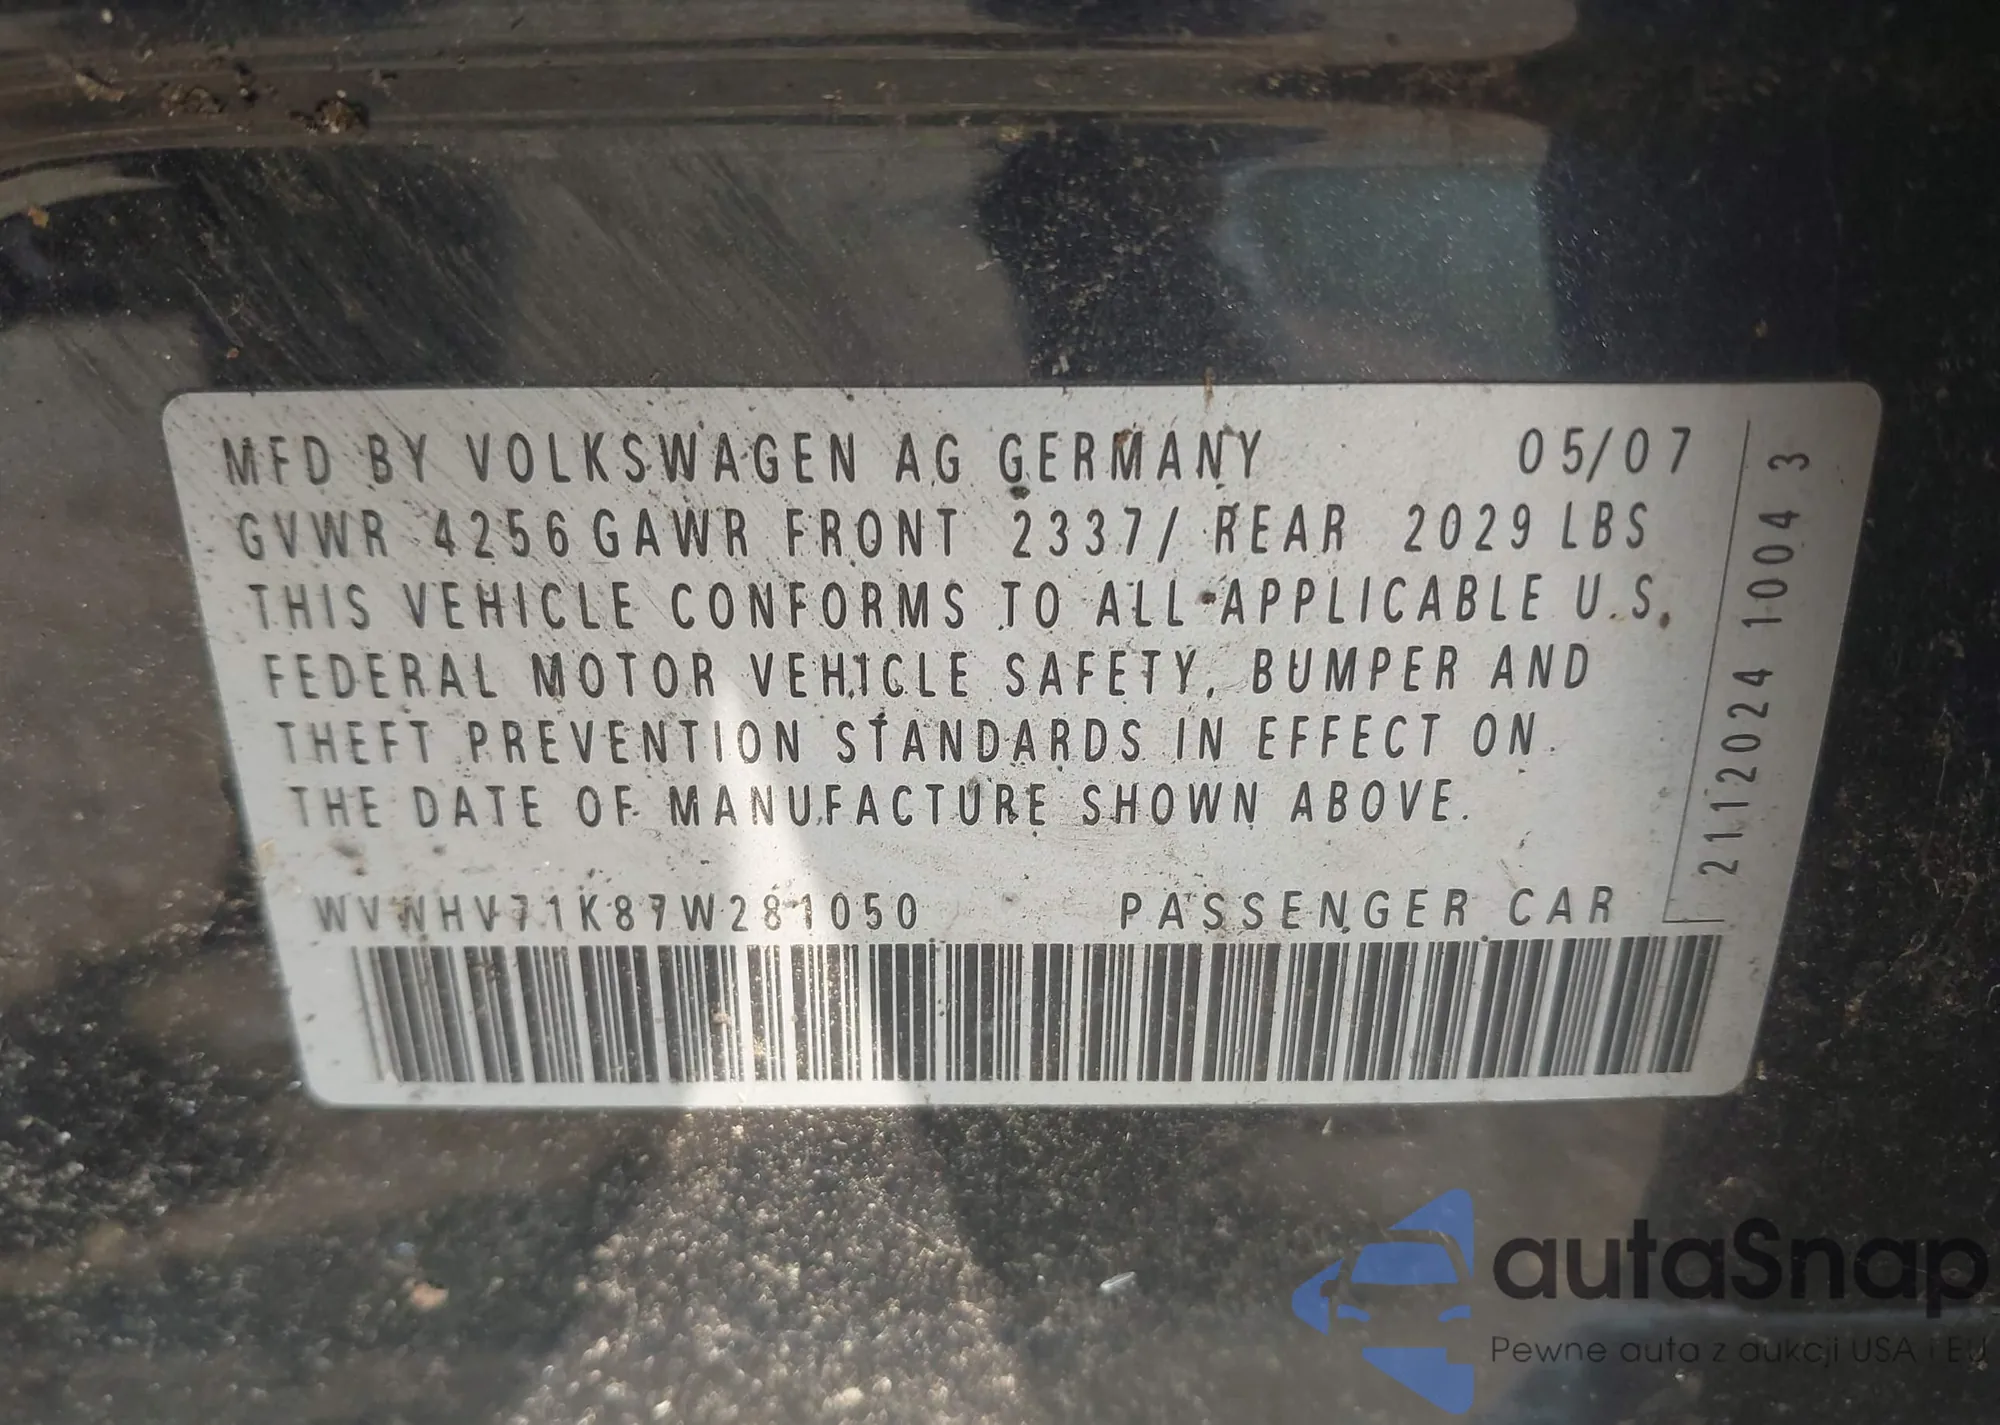 MFD BY VOLKSWAGEN AG GERMANY 05/07
GVWR 4256 GAWR FRONT 2337/ REAR 2029 LBS
THIS VEHICLE CONFORMS TO ALL APPLICABLE U.S.
FEDERAL MOTOR VEHICLE SAFETY, BUMPER AND
THEFT PREVENTION STANDARDS IN EFFECT ON
THE DATE OF MANUFACTURE SHOWN ABOVE.
WVWHV71K87W281050 PASSENGER CAR
2112024 1004 3
autaSnap
Pewne auta z aukcji USA i EU